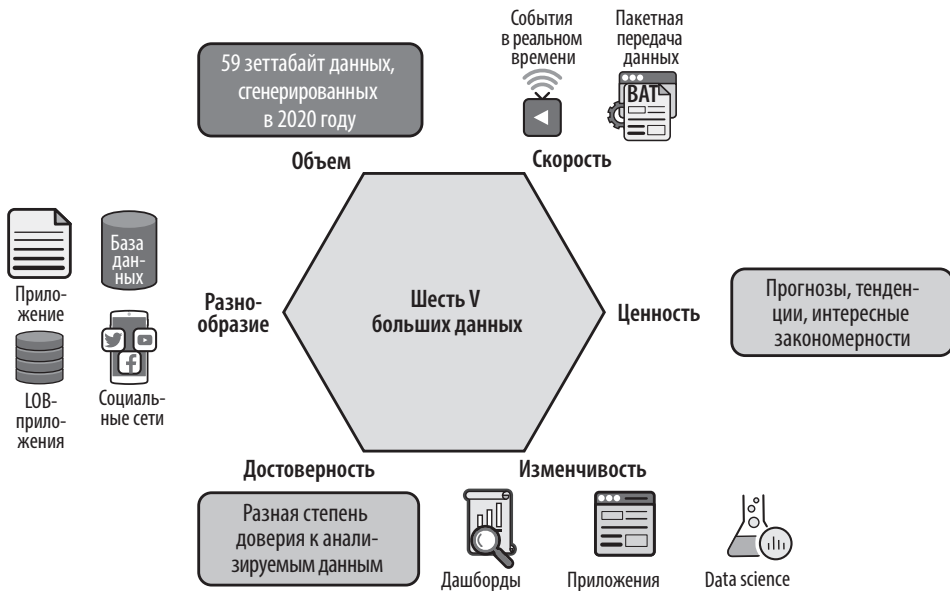 59 зеттабайт данных,
сгенерированных
в 2020 году
События
в реальном
времени
Пакетная
передача
данных
BAT
Объем
Скорость
База
дан-
ных
Прило-
жение
LOB-
прило-
жения
Социаль-
ные сети
Разно-
образие
Шесть V
больших данных
Ценность
Прогнозы, тенден-
ции, интересные
закономерности
Достоверность
Изменчивость
Разная степень
доверия к анали-
зируемым данным
Дашборды
Приложения
Data science